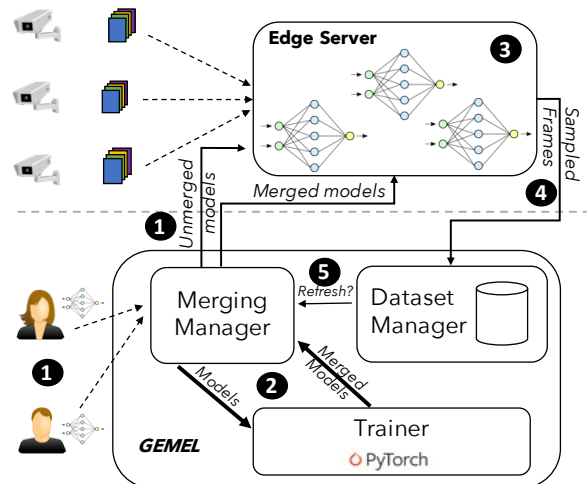 Edge Server
3
Sampled
Frames
4
Merged models
Unmerged
models
1
5
Refresh?
Merging
Manager
Dataset
Manager
1
Models
2
Merged
Models
Trainer
PyTorch
GEMEL